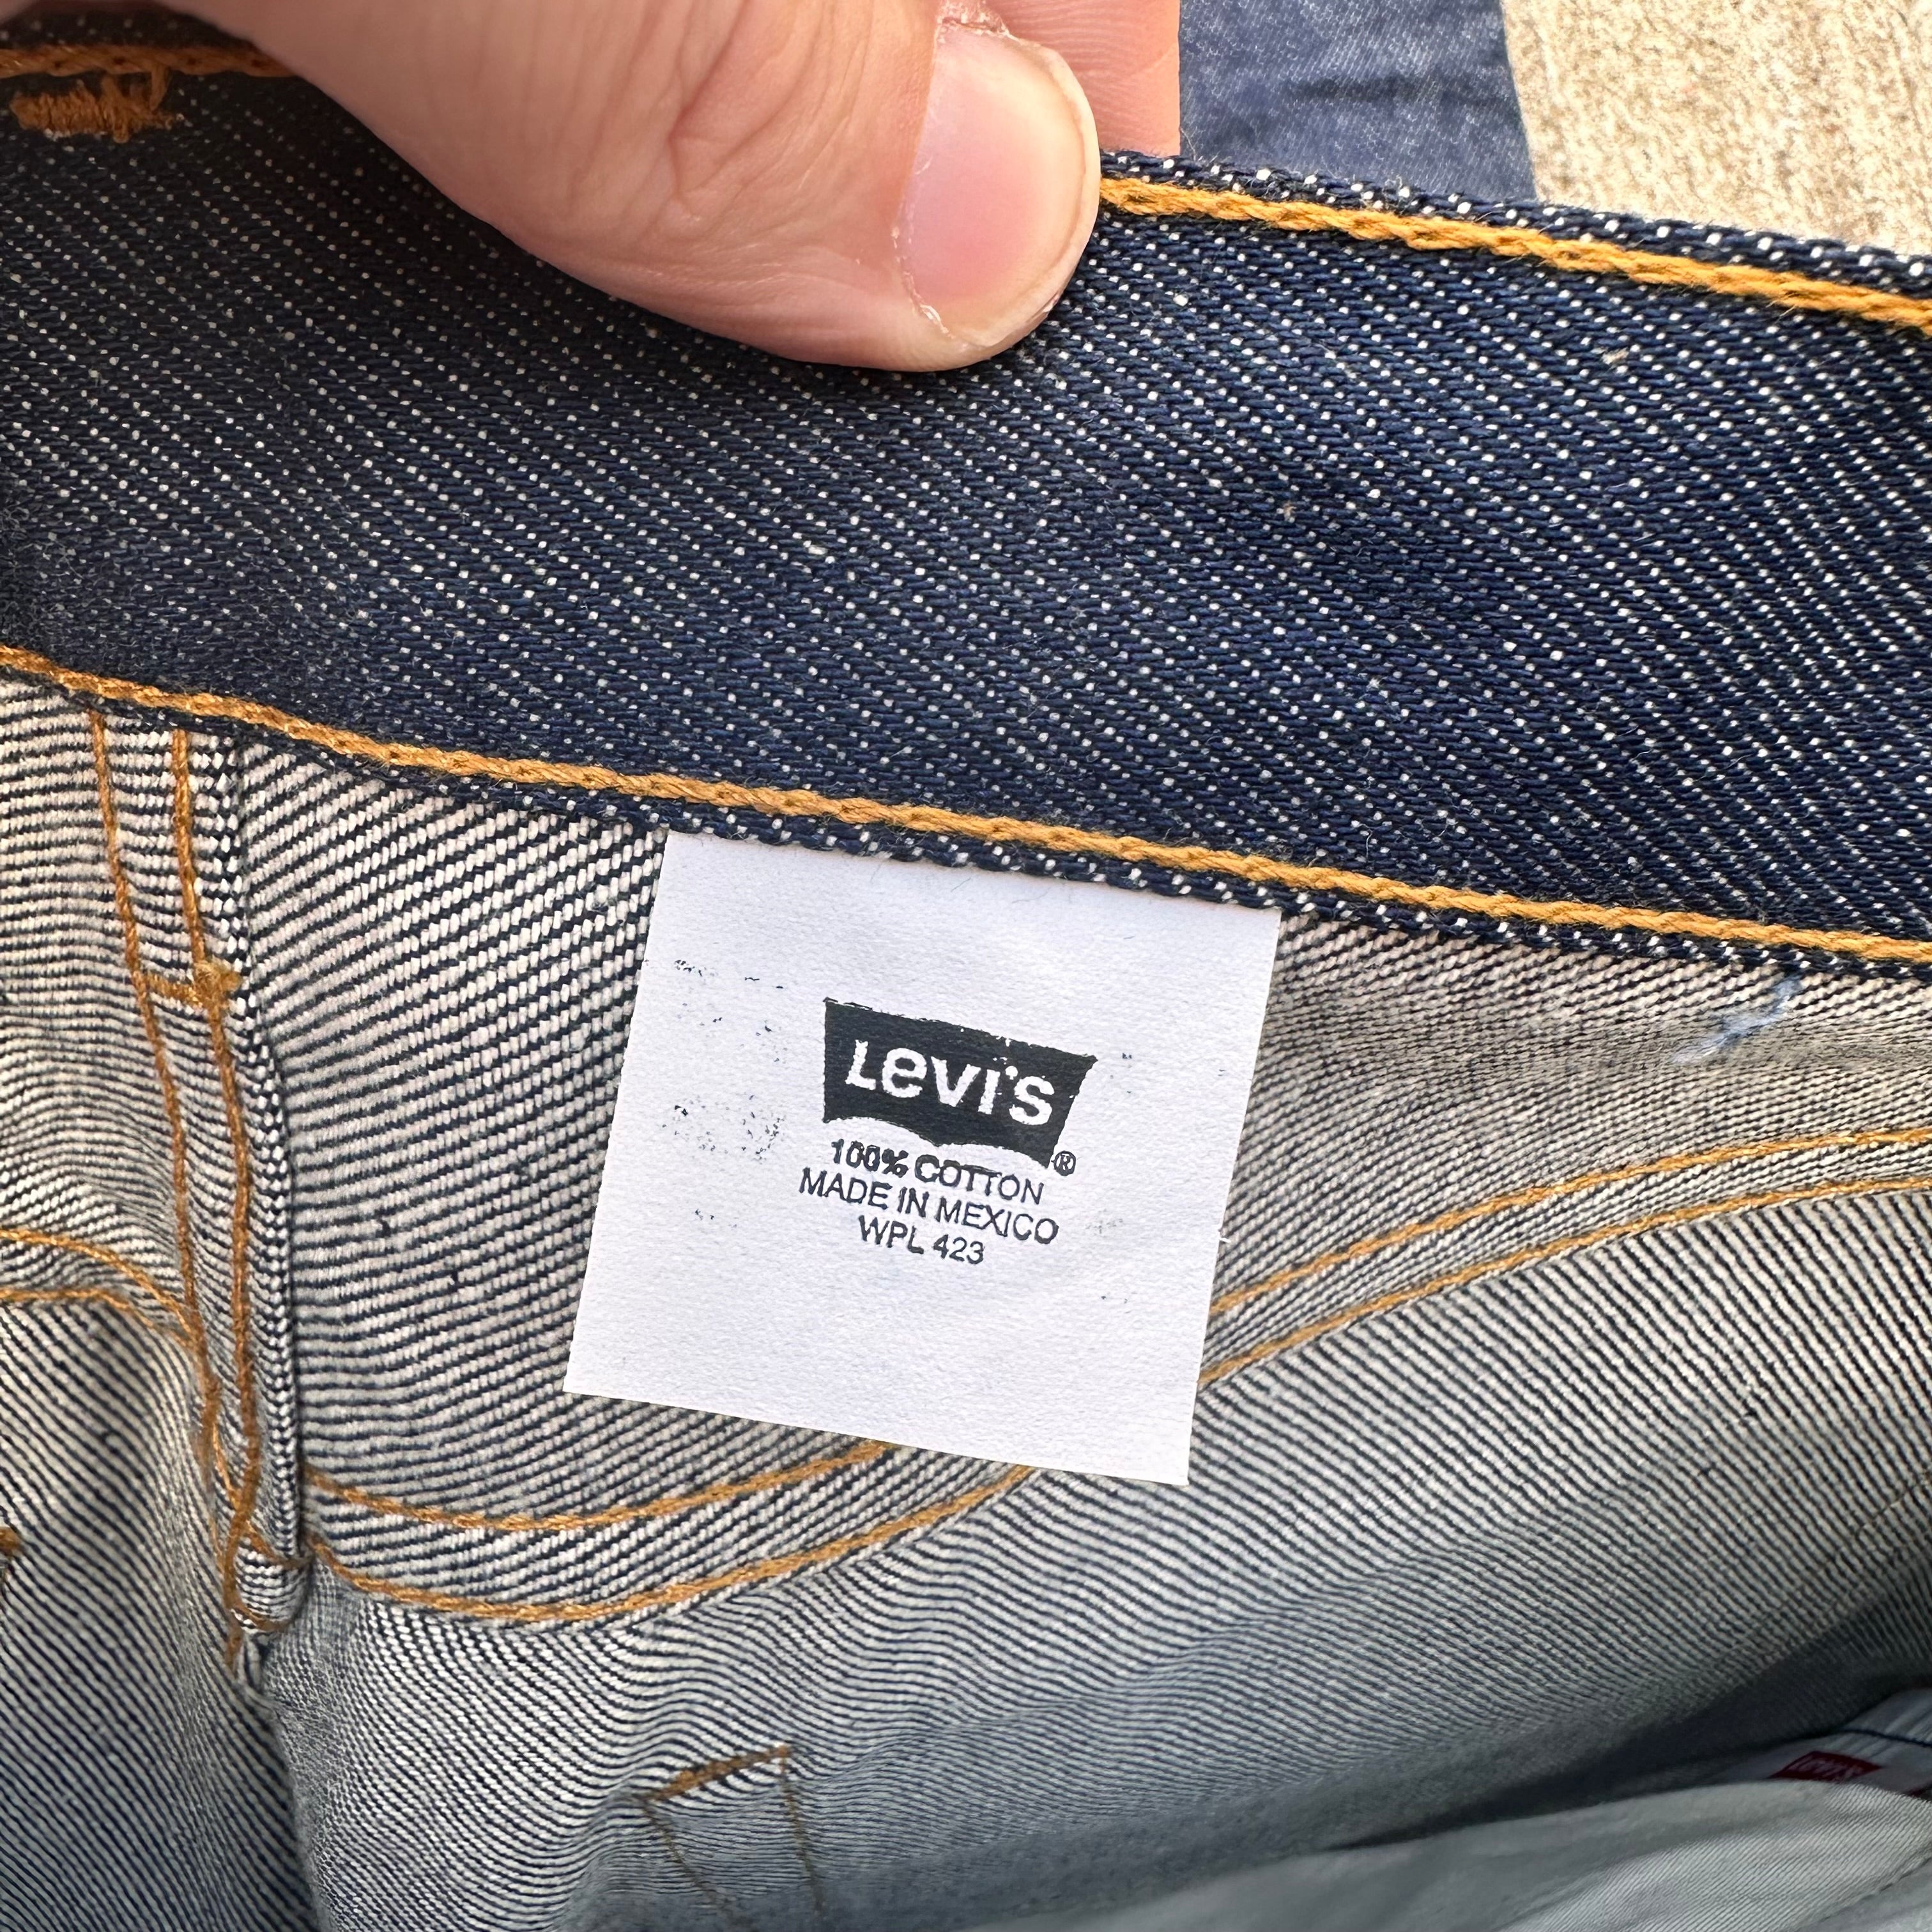 Levi's
®
100% COTTON
MADE IN MEXICO
WPL 423